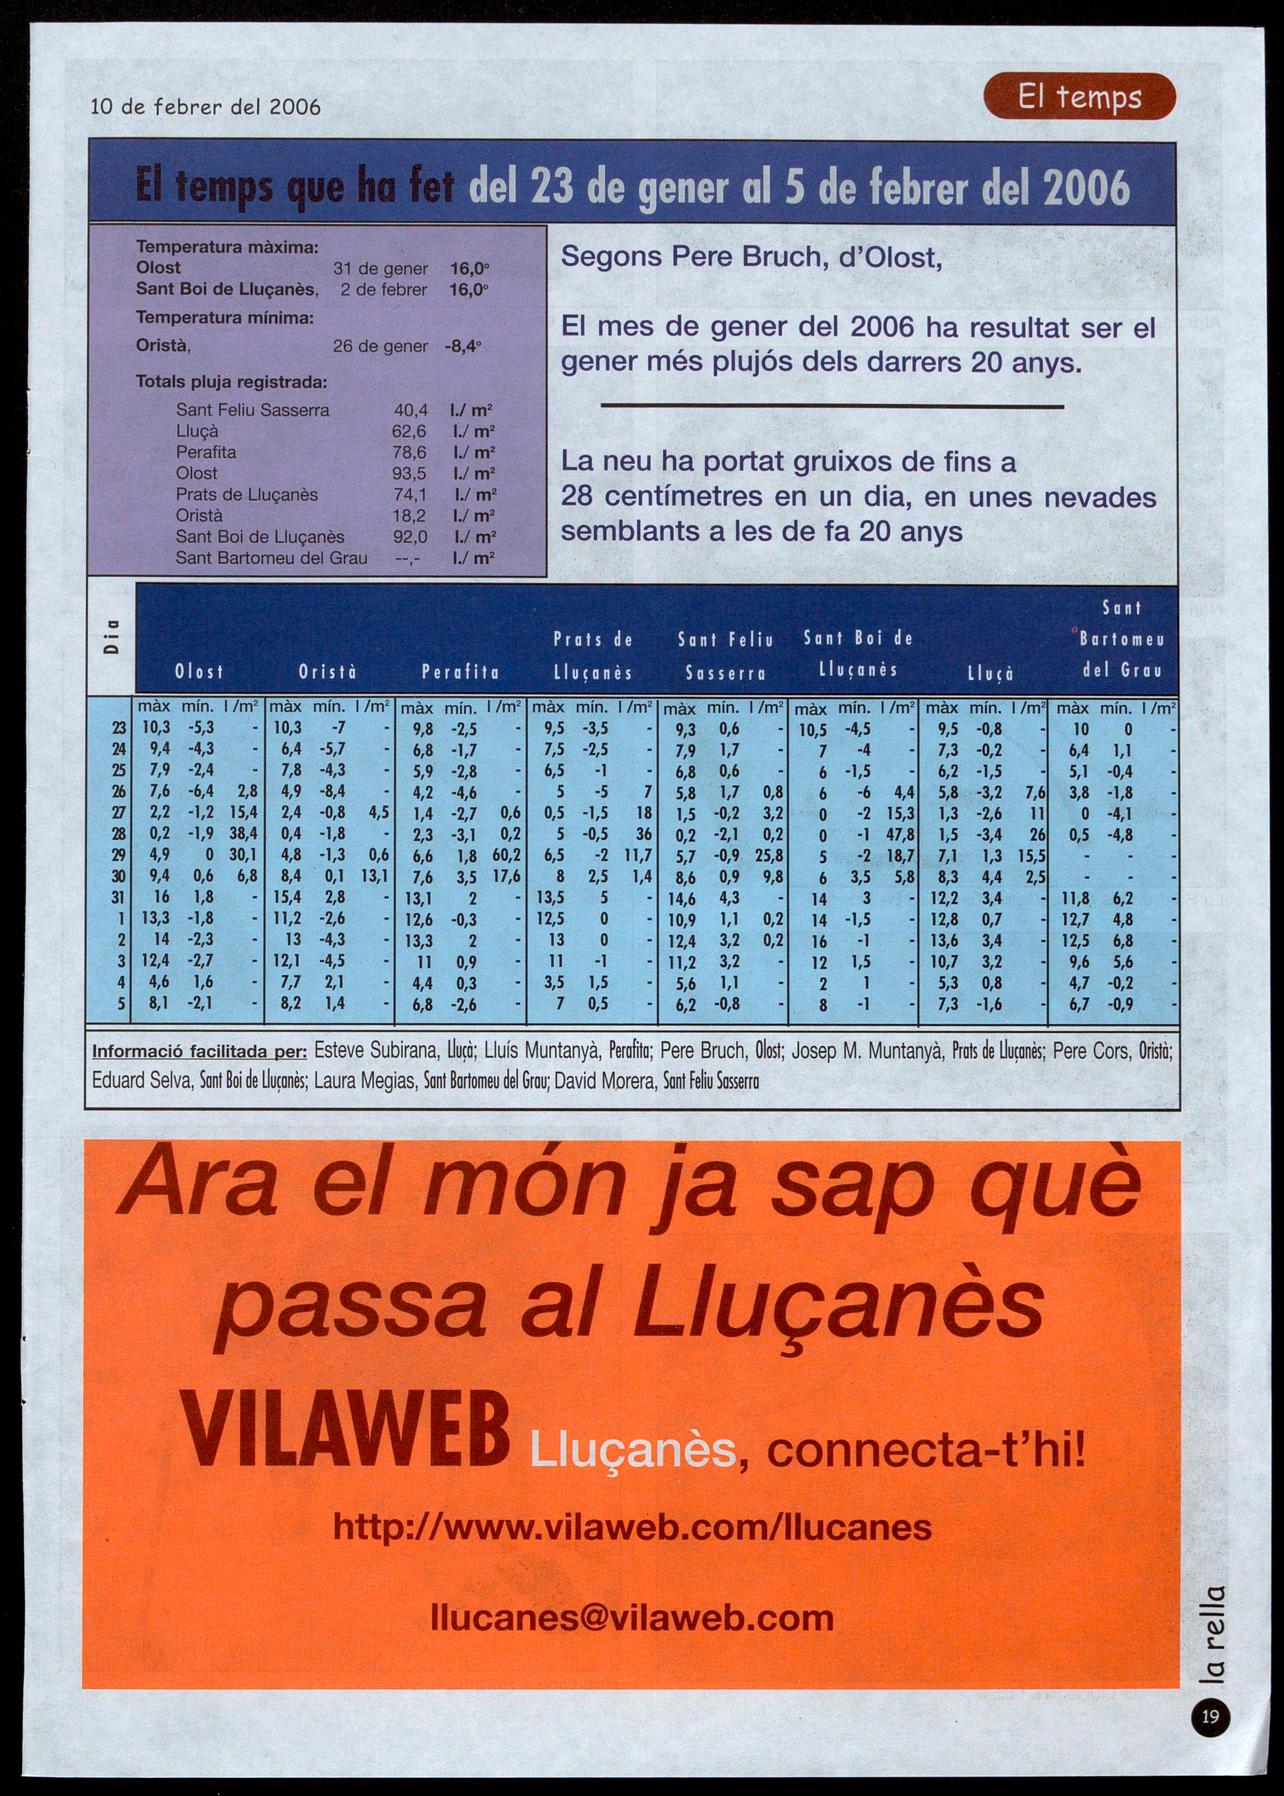 10 de febrer del 2006
El temps
El temps que ha fet del 23 de gener al 5 de febrer del 2006
Temperatura màxima:
Olost 31 de gener 16,0º
Sant Boi de Lluçanès, 2 de febrer 16,0º
Temperatura mínima:
Oristà, 26 de gener -8,4º
Totals pluja registrada:
Sant Feliu Sasserra 40,4 l./ m²
Lluçà 62,6 l./ m²
Perafita 78,6 l./ m²
Olost 93,5 l./ m²
Prats de Lluçanès 74,1 l./ m²
Oristà 18,2 l./ m²
Sant Boi de Lluçanès 92,0 l./ m²
Sant Bartomeu del Grau --,- l./ m²
Segons Pere Bruch, d'Olost,
El mes de gener del 2006 ha resultat ser el
gener més plujós dels darrers 20 anys.
La neu ha portat gruixos de fins a
28 centímetres en un dia, en unes nevades
semblants a les de fa 20 anys
Dia Olost Oristà Perafita Prats de Lluçanès Sant Feliu Sasserra Sant Boi de Lluçanès Lluçà Sant Bartomeu del Grau
màx mín. l /m² màx mín. l /m² màx mín. l /m² màx mín. l /m² màx mín. l /m² màx mín. l /m² màx mín. l /m² màx mín. l /m²
23 10,3 -5,3 - 10,3 -7 - 9,8 -2,5 - 9,5 -3,5 - 9,3 0,6 - 10,5 -4,5 - 9,5 -0,8 - 10 0 -
24 9,4 -4,3 - 6,4 -5,7 - 6,8 -1,7 - 7,5 -2,5 - 7,9 1,7 - 7 -4 - 7,3 -0,2 - 6,4 1,1 -
25 7,9 -2,4 - 7,8 -4,3 - 5,9 -2,8 - 6,5 -1 - 6,8 0,6 - 6 -1,5 - 6,2 -1,5 - 5,1 -0,4 -
26 7,6 -6,4 2,8 4,9 -8,4 - 4,2 -4,6 - 5 -5 7 5,8 1,7 0,8 6 -6 4,4 5,8 -3,2 7,6 3,8 -1,8 -
27 2,2 -1,2 15,4 2,4 -0,8 4,5 1,4 -2,7 0,6 0,5 -1,5 18 1,5 -0,2 3,2 0 -2 15,3 1,3 -2,6 11 0 -4,1 -
28 0,2 -1,9 38,4 0,4 -1,8 - 2,3 -3,1 0,2 5 -0,5 36 0,2 -2,1 0,2 0 -1 47,8 1,5 -3,4 26 0,5 -4,8 -
29 4,9 0 30,1 4,8 -1,3 0,6 6,6 1,8 60,2 6,5 -2 11,7 5,7 -0,9 25,8 5 -2 18,7 7,1 1,3 15,5 - - -
30 9,4 0,6 6,8 8,4 0,1 13,1 7,6 3,5 17,6 8 2,5 1,4 8,6 0,9 9,8 6 3,5 5,8 8,3 4,4 2,5 - - -
31 16 1,8 - 15,4 2,8 - 13,1 2 - 13,5 5 - 14,6 4,3 - 14 3 - 12,2 3,4 - 11,8 6,2 -
1 13,3 -1,8 - 11,2 -2,6 - 12,6 -0,3 - 12,5 0 - 10,9 1,1 0,2 14 -1,5 - 12,8 0,7 - 12,7 4,8 -
2 14 -2,3 - 13 -4,3 - 13,3 2 - 13 0 - 12,4 3,2 0,2 16 -1 - 13,6 3,4 - 12,5 6,8 -
3 12,4 -2,7 - 12,1 -4,5 - 11 0,9 - 11 -1 - 11,2 3,2 - 12 1,5 - 10,7 3,2 - 9,6 5,6 -
4 4,6 1,6 - 7,7 2,1 - 4,4 0,3 - 3,5 1,5 - 5,6 1,1 - 2 1 - 5,3 0,8 - 4,7 -0,2 -
5 8,1 -2,1 - 8,2 1,4 - 6,8 -2,6 - 7 0,5 - 6,2 -0,8 - 8 -1 - 7,3 -1,6 - 6,7 -0,9 -
Informació facilitada per: Esteve Subirana, Lluçà; Lluís Muntanyà, Perafita; Pere Bruch, Olost; Josep M. Muntanyà, Prats de Lluçanès; Pere Cors, Oristà;
Eduard Selva, Sant Boi de Lluçanès; Laura Megias, Sant Bartomeu del Grau; David Morera, Sant Feliu Sasserra
Ara el món ja sap què
passa al Lluçanès
VILAWEB Lluçanès, connecta-t'hi!
http://www.vilaweb.com/llucanes
llucanes@vilaweb.com
la rella
19